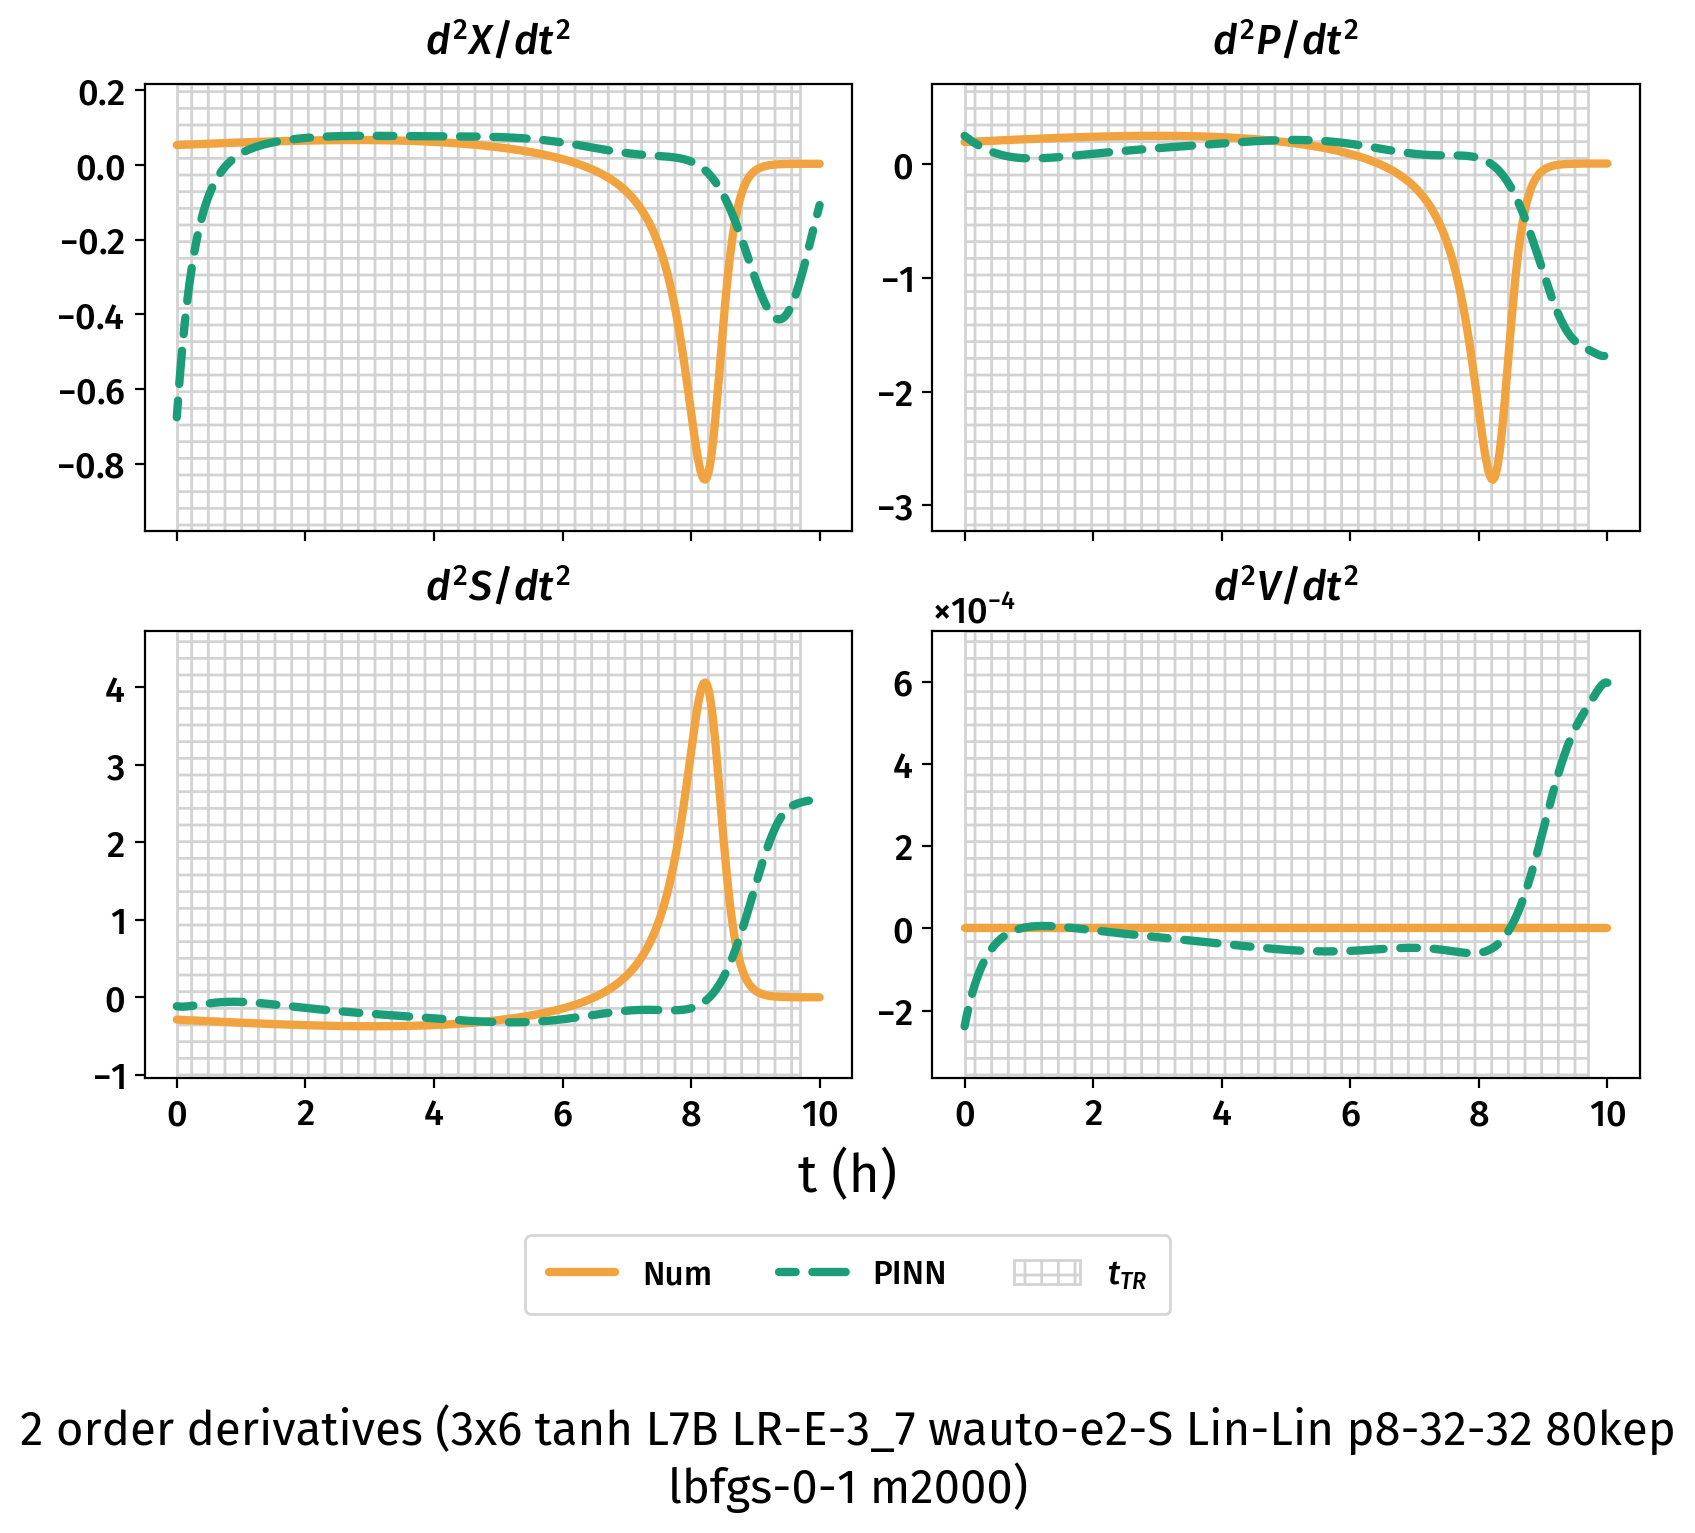 d²X/dt²
0.2
0.0
−0.2
−0.4
−0.6
−0.8
d²P/dt²
0
−1
−2
−3
d²S/dt²
4
3
2
1
0
−1
0 2 4 6 8 10
d²V/dt²
×10⁻⁴
6
4
2
0
−2
0 2 4 6 8 10
t (h)
Num PINN t_TR
2 order derivatives (3x6 tanh L7B LR-E-3_7 wauto-e2-S Lin-Lin p8-32-32 80kep
lbfgs-0-1 m2000)